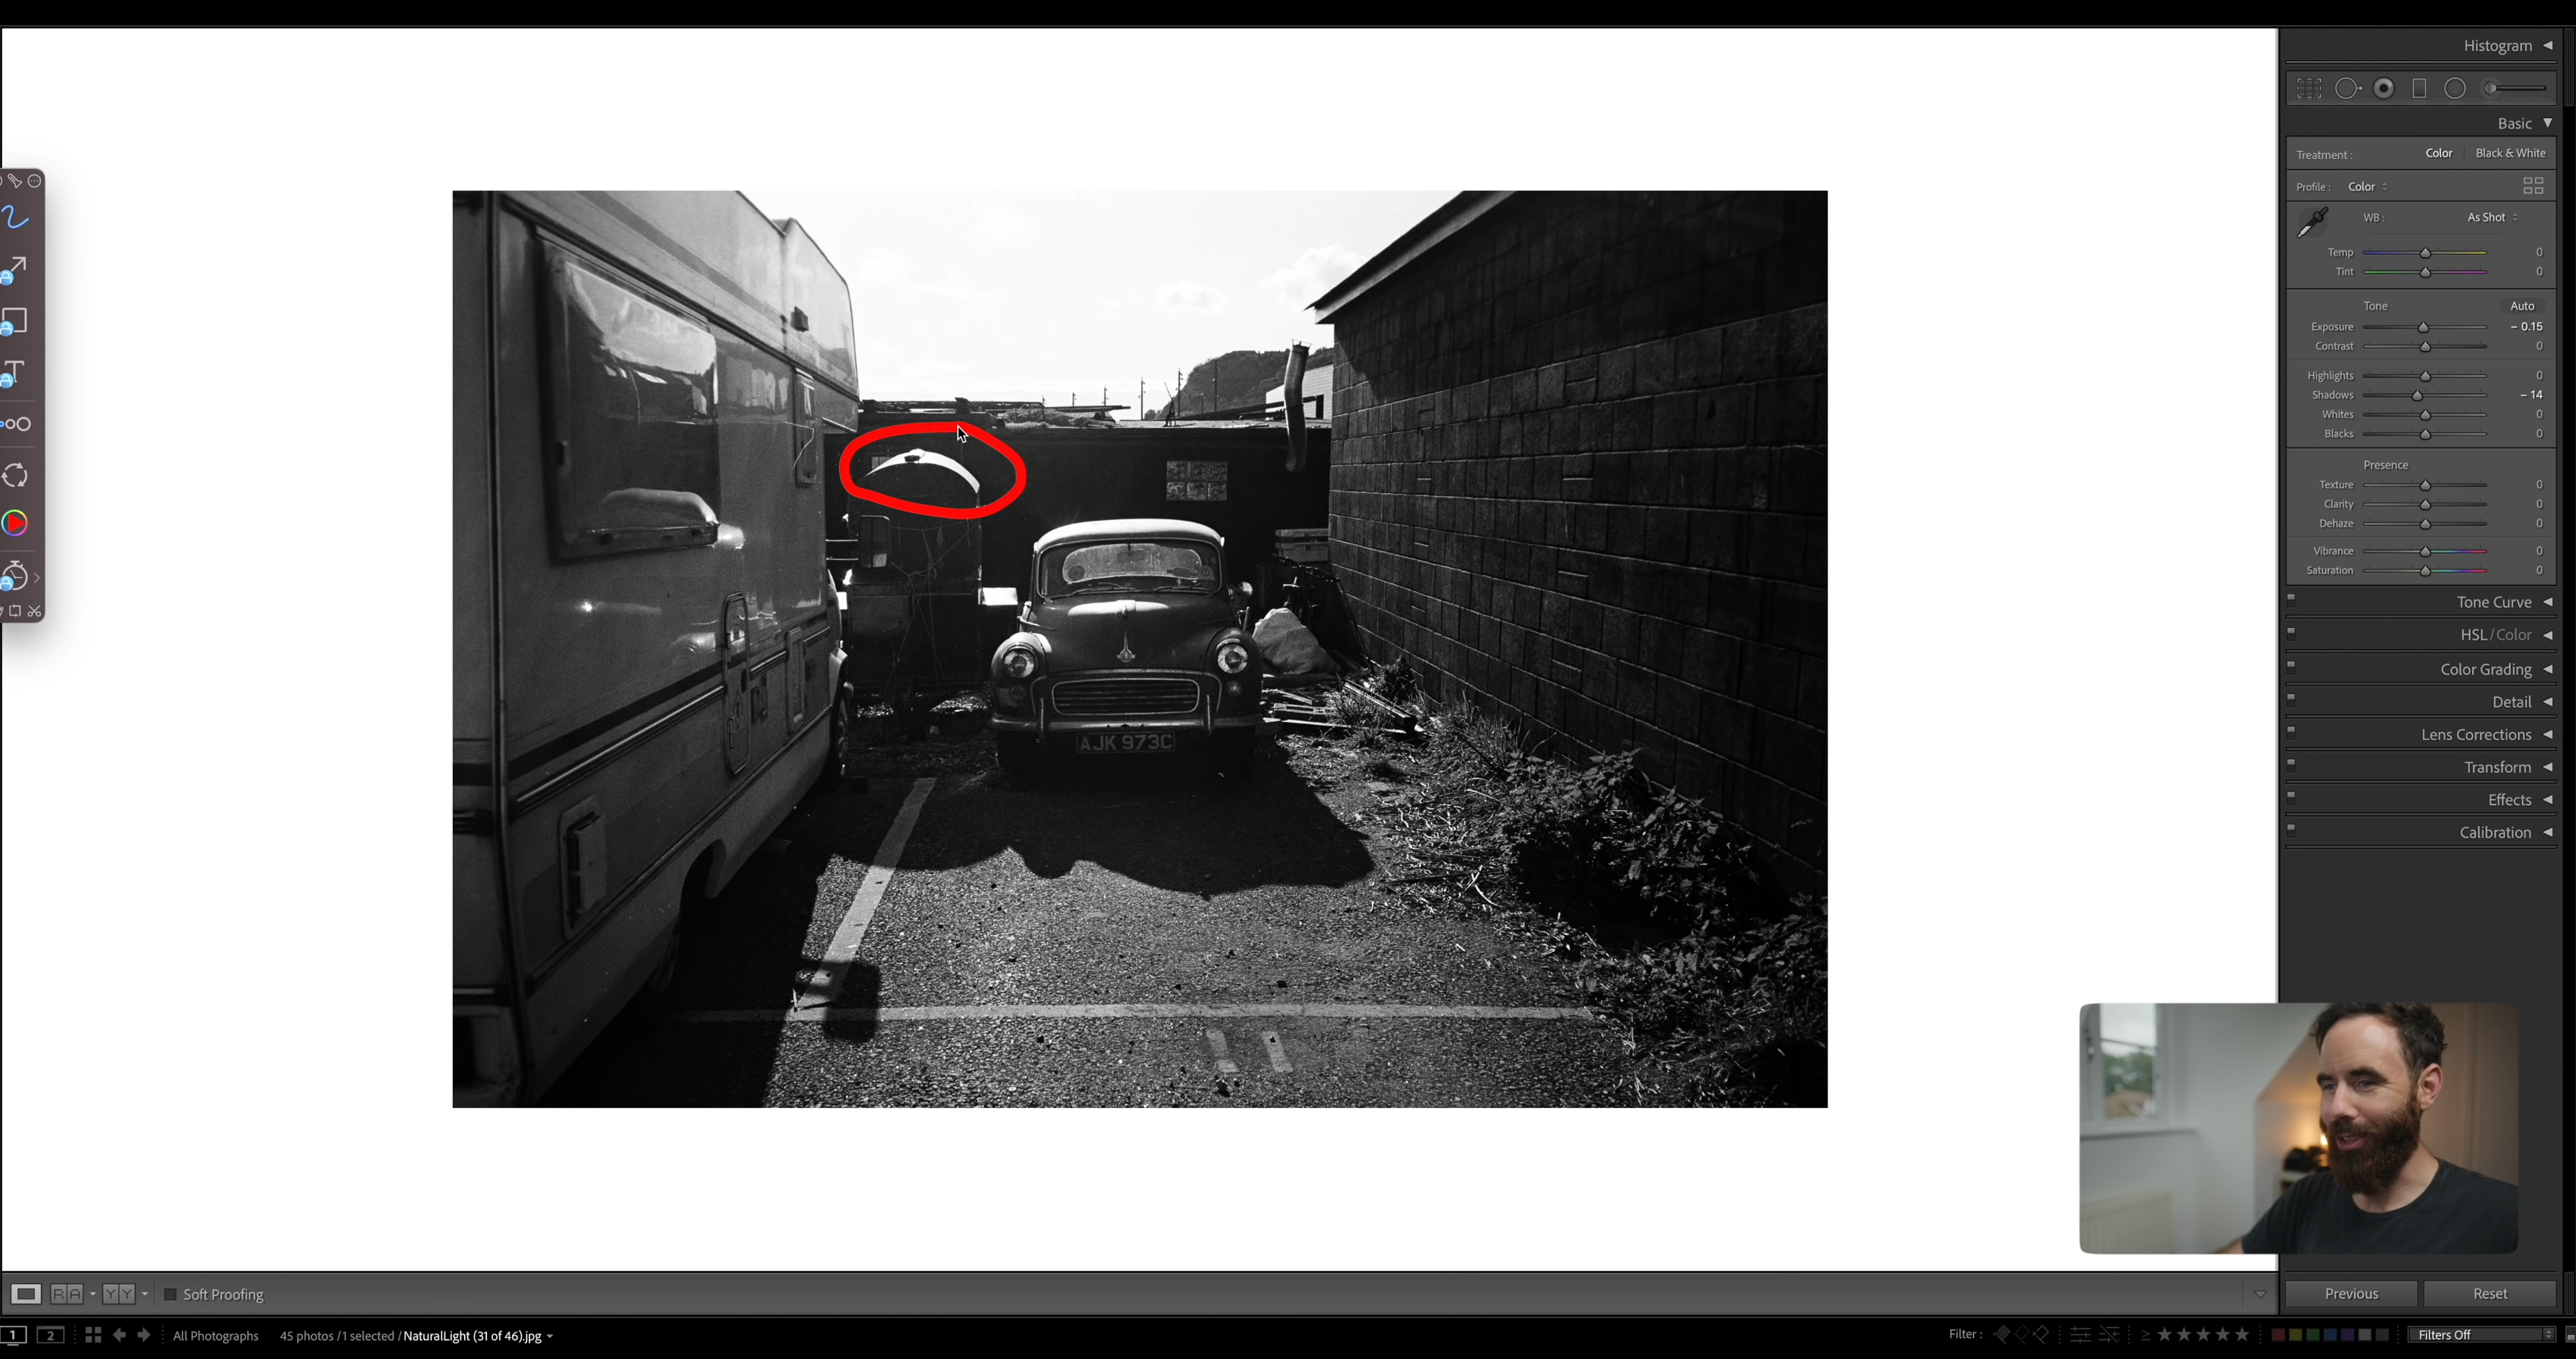 Histogram
Basic
Treatment : Color Black & White
Profile : Color
WB : As Shot
Temp 0
Tint 0
Tone Auto
Exposure – 0.15
Contrast 0
Highlights 0
Shadows – 14
Whites 0
Blacks 0
Presence
Texture 0
Clarity 0
Dehaze 0
Vibrance 0
Saturation 0
Tone Curve
HSL / Color
Color Grading
Detail
Lens Corrections
Transform
Effects
Calibration
T
AJK 973C
11
R A Y Y Soft Proofing
Previous Reset
1 2 All Photographs 45 photos / 1 selected / NaturalLight (31 of 46).jpg Filter : ≥ ★★★★★ Filters Off